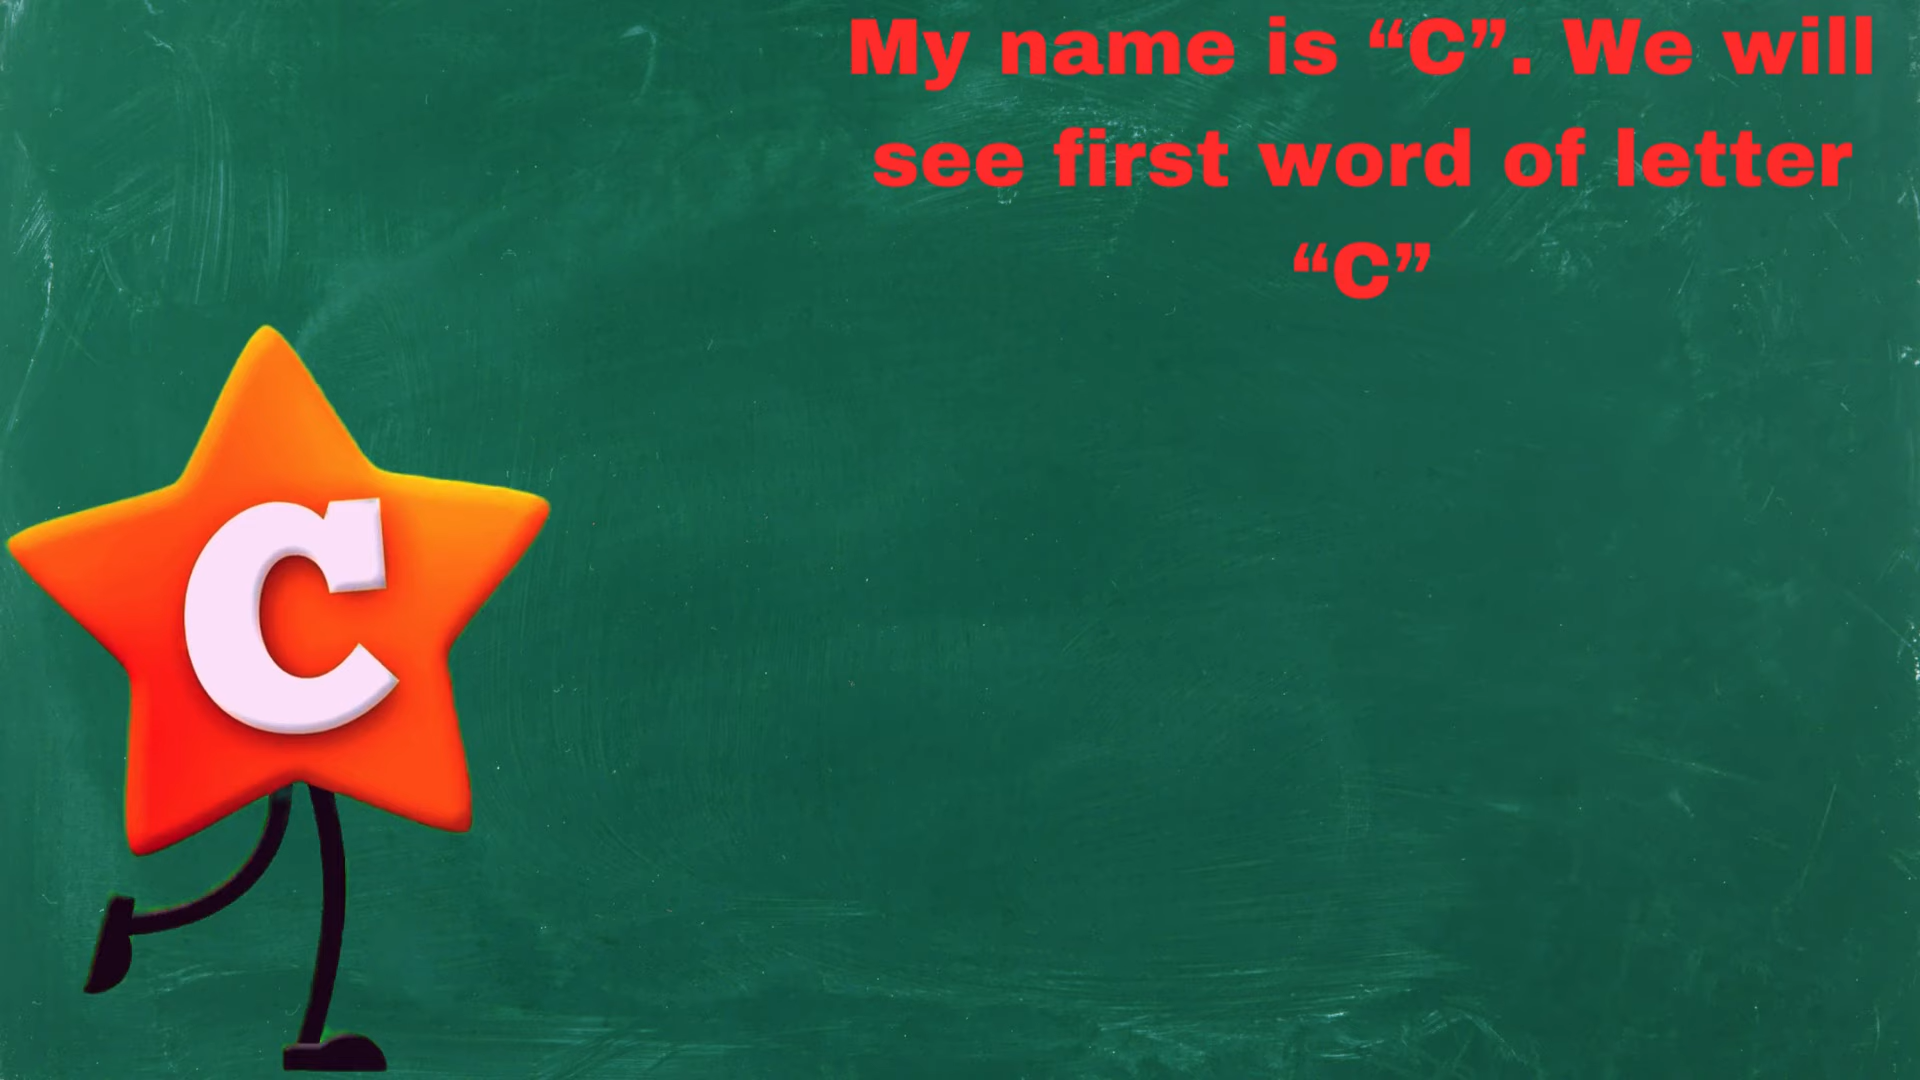 My name is “C”. We will
see first word of letter
“C”
C